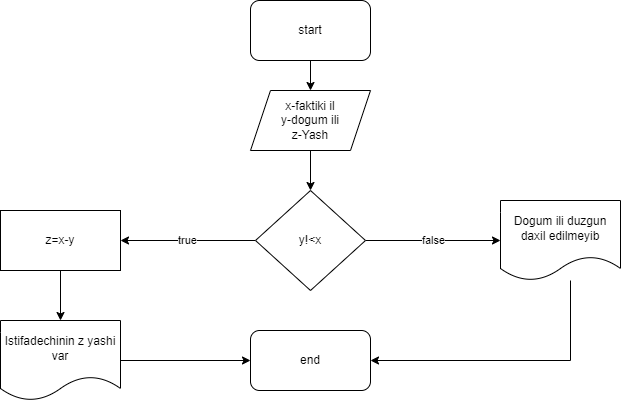 start
x-faktiki il
y-dogum ili
z-Yash
y!<x
true
false
z=x-y
Dogum ili duzgun
daxil edilmeyib
Istifadechinin z yashi
var
end